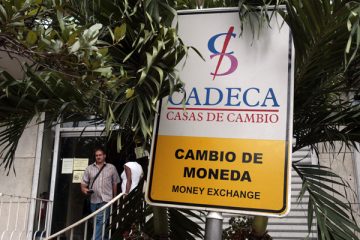 CADECA
CASAS DE CAMBIO
CAMBIO DE
MONEDA
MONEY EXCHANGE